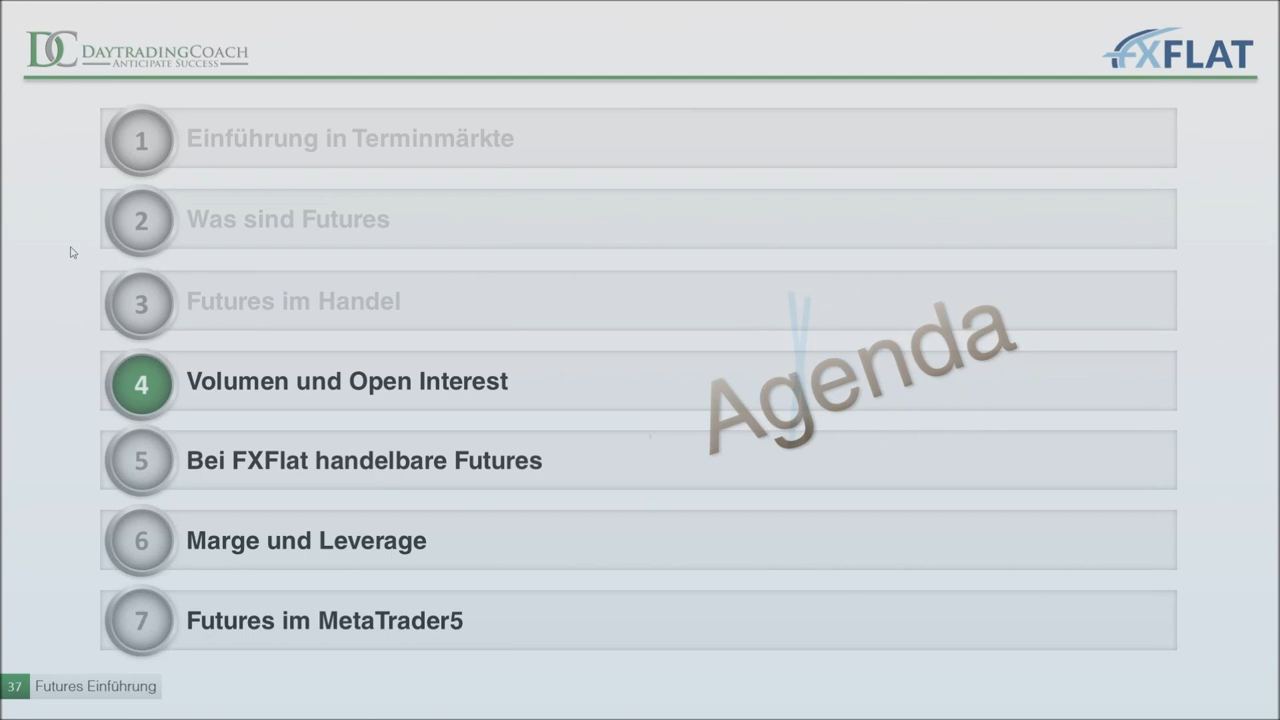 DC DAYTRADINGCOACH
ANTICIPATE SUCCESS
FXFLAT
1 Einführung in Terminmärkte
2 Was sind Futures
3 Futures im Handel
4 Volumen und Open Interest
5 Bei FXFlat handelbare Futures
6 Marge und Leverage
7 Futures im MetaTrader5
Agenda
37 Futures Einführung